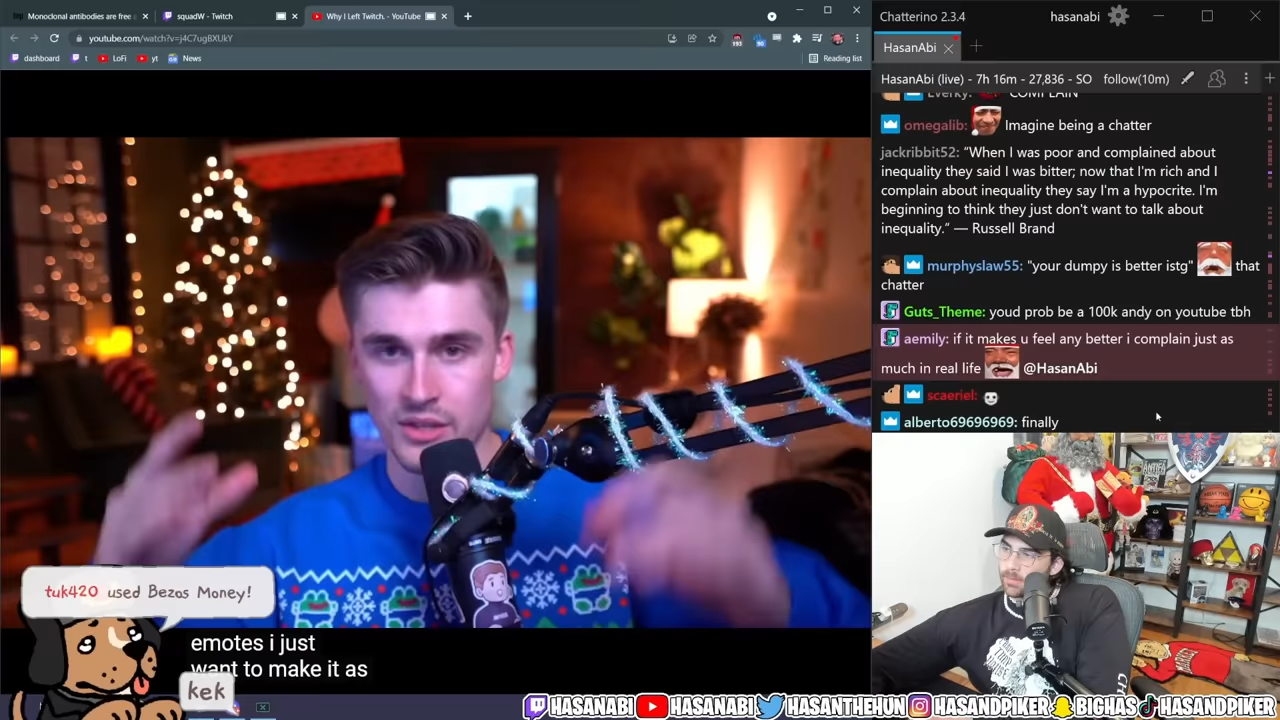 Monoclonal antibodies are free
squadW - Twitch
Why I Left Twitch. - YouTube
youtube.com/watch?v=j4C7ugBXUkY
dashboard
t
LoFi
yt
News
Reading list
Chatterino 2.3.4
hasanabi
HasanAbi
HasanAbi (live) - 7h 16m - 27,836 - SO
follow(10m)
Everky: COMPLAIN
omegalib: Imagine being a chatter
jackribbit52: “When I was poor and complained about
inequality they said I was bitter; now that I'm rich and I
complain about inequality they say I'm a hypocrite. I'm
beginning to think they just don't want to talk about
inequality.” — Russell Brand
murphyslaw55: "your dumpy is better istg" that
chatter
Guts_Theme: youd prob be a 100k andy on youtube tbh
aemily: if it makes u feel any better i complain just as
much in real life @HasanAbi
scaeriel:
alberto69696969: finally
tuk420 used Bezos Money!
emotes i just
want to make it as
kek
HASANABI HASANABI HASANTHEHUN HASANDPIKER BIGHAS HASANDPIKER